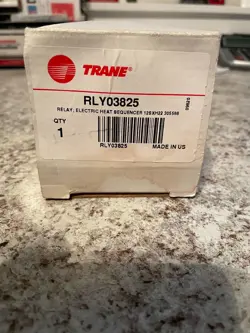 TRANE®
RLY03825
RELAY, ELECTRIC HEAT SEQUENCER
QTY
1
RLY03825
MADE IN US